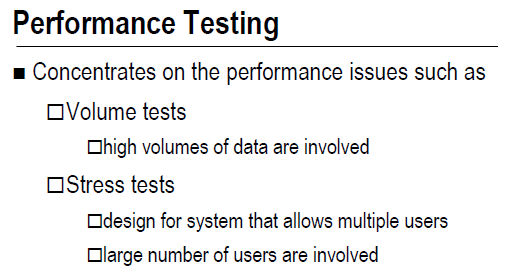 Performance Testing
■ Concentrates on the performance issues such as
□Volume tests
□high volumes of data are involved
□Stress tests
□design for system that allows multiple users
□large number of users are involved